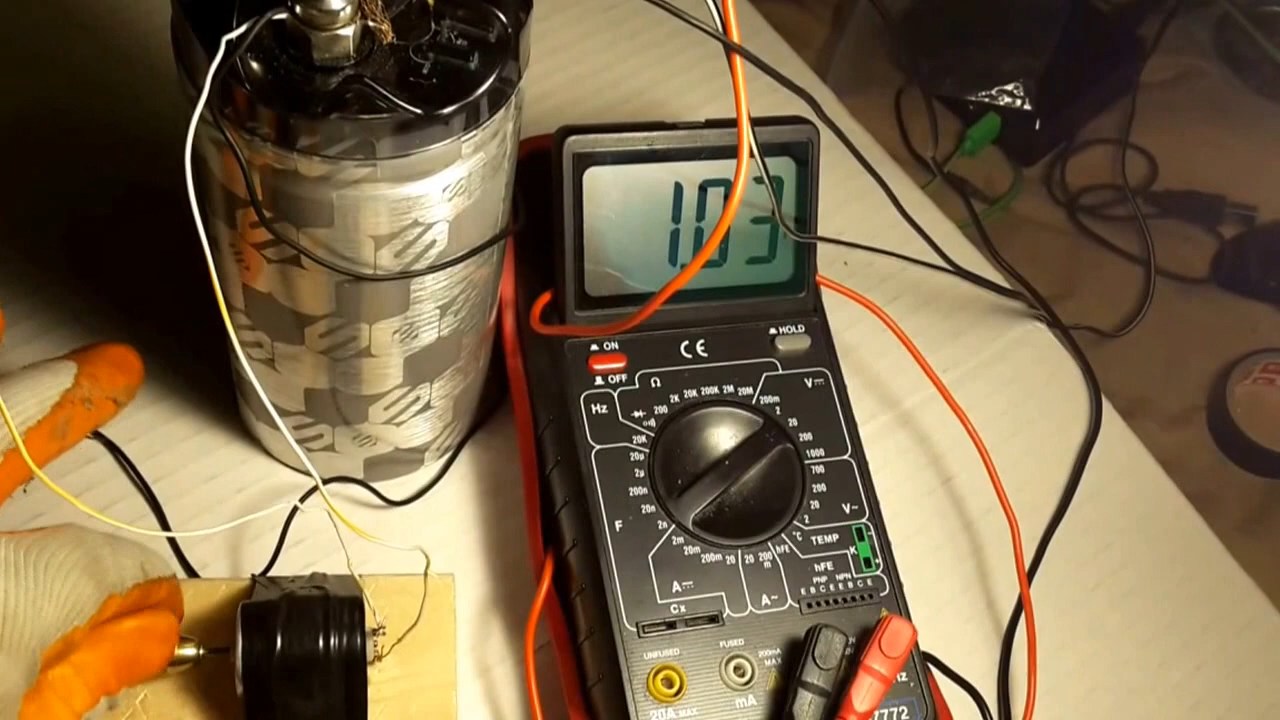 1.03
HOLD
ON
CE
OFF
Ω
Hz
V
2K 20K 200K 2M 20M
200
200m
2
20
200
1000
20K
20µ
2µ
200n
20n
2n
F
700
200
20
2
V~
2m
20m
200m
20
20
200
m
hFE
°C
TEMP
K
A
A~
hFE
PNP NPN
E B C E E B C E
Cx
UNFUSED
FUSED
200mA
MAX
20A MAX
mA
7772